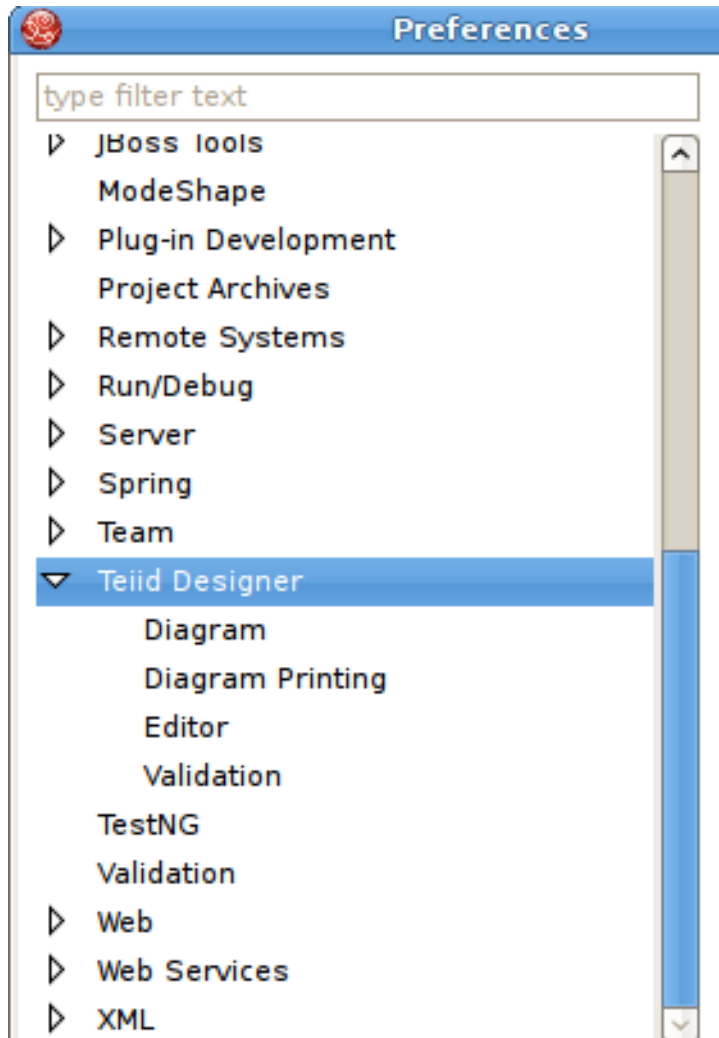 Preferences
type filter text
JBoss Tools
ModeShape
Plug-in Development
Project Archives
Remote Systems
Run/Debug
Server
Spring
Team
Teiid Designer
Diagram
Diagram Printing
Editor
Validation
TestNG
Validation
Web
Web Services
XML